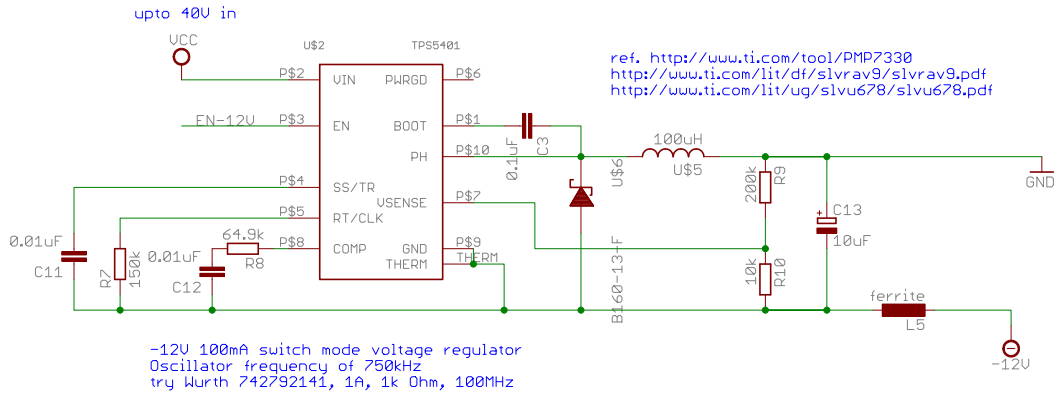 upto 40V in
VCC
U$2
TPS5401
P$2
VIN
PWRGD
P$6
ref. http://www.ti.com/tool/PMP7330
http://www.ti.com/lit/df/slvrav9/slvrav9.pdf
http://www.ti.com/lit/ug/slvu678/slvu678.pdf
EN-12V
P$3
EN
BOOT
P$1
0.1uF
C3
PH
P$10
U$6
B160-13-F
100uH
U$5
GND
P$4
SS/TR
VSENSE
P$7
200k
R9
P$5
RT/CLK
C13
10uF
P$8
COMP
GND
P$9
THERM
THERM
64.9k
R8
0.01uF
C11
R7
150k
0.01uF
C12
10k
R10
ferrite
L5
-12V
-12V 100mA switch mode voltage regulator
Oscillator frequency of 750kHz
try Wurth 742792141, 1A, 1k Ohm, 100MHz